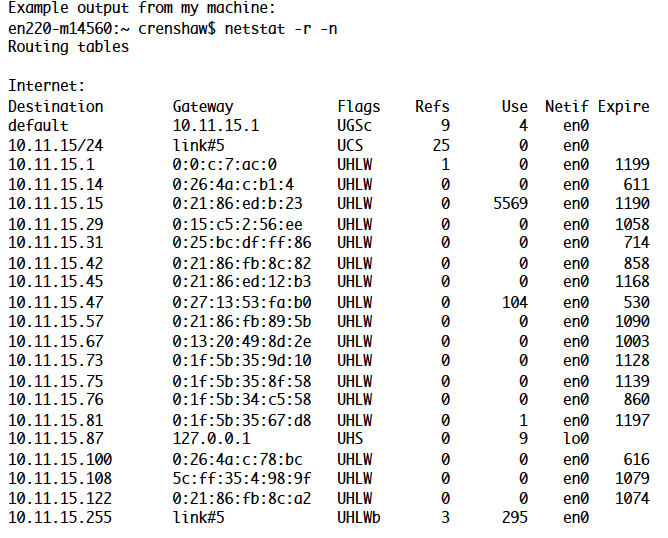 Example output from my machine:
en220-m14560:~ crenshaw$ netstat -r -n
Routing tables
Internet:
Destination Gateway Flags Refs Use Netif Expire
default 10.11.15.1 UGSc 9 4 en0
10.11.15/24 link#5 UCS 25 0 en0
10.11.15.1 0:0:c:7:ac:0 UHLW 1 0 en0 1199
10.11.15.14 0:26:4a:c:b1:4 UHLW 0 0 en0 611
10.11.15.15 0:21:86:ed:b:23 UHLW 0 5569 en0 1190
10.11.15.29 0:15:c5:2:56:ee UHLW 0 0 en0 1058
10.11.15.31 0:25:bc:df:ff:86 UHLW 0 0 en0 714
10.11.15.42 0:21:86:fb:8c:82 UHLW 0 0 en0 858
10.11.15.45 0:21:86:ed:12:b3 UHLW 0 0 en0 1168
10.11.15.47 0:27:13:53:fa:b0 UHLW 0 104 en0 530
10.11.15.57 0:21:86:fb:89:5b UHLW 0 0 en0 1090
10.11.15.67 0:13:20:49:8d:2e UHLW 0 0 en0 1003
10.11.15.73 0:1f:5b:35:9d:10 UHLW 0 0 en0 1128
10.11.15.75 0:1f:5b:35:8f:58 UHLW 0 0 en0 1139
10.11.15.76 0:1f:5b:34:c5:58 UHLW 0 0 en0 860
10.11.15.81 0:1f:5b:35:67:d8 UHLW 0 1 en0 1197
10.11.15.87 127.0.0.1 UHS 0 9 lo0
10.11.15.100 0:26:4a:c:78:bc UHLW 0 0 en0 616
10.11.15.108 5c:ff:35:4:98:9f UHLW 0 0 en0 1079
10.11.15.122 0:21:86:fb:8c:a2 UHLW 0 0 en0 1074
10.11.15.255 link#5 UHLWb 3 295 en0